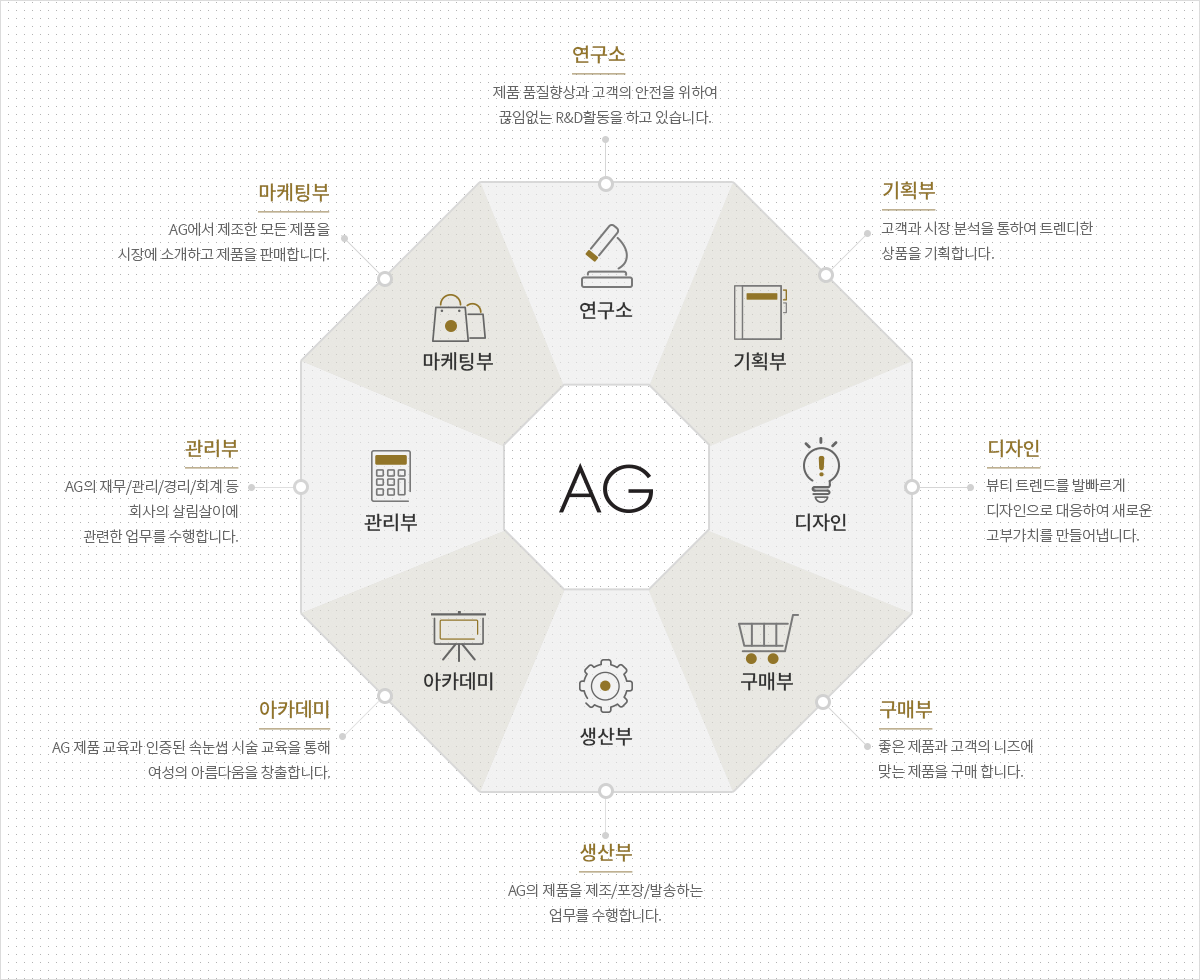 연구소
제품 품질향상과 고객의 안전을 위하여
끊임없는 R&D활동을 하고 있습니다.
마케팅부
AG에서 제조한 모든 제품을
시장에 소개하고 제품을 판매합니다.
기획부
고객과 시장 분석을 통하여 트렌디한
상품을 기획합니다.
연구소
마케팅부
기획부
관리부
AG의 재무/관리/경리/회계 등
회사의 살림살이에
관련한 업무를 수행합니다.
관리부
AG
디자인
디자인
뷰티 트렌드를 발빠르게
디자인으로 대응하여 새로운
고부가치를 만들어냅니다.
아카데미
생산부
구매부
아카데미
AG 제품 교육과 인증된 속눈썹 시술 교육을 통해
여성의 아름다움을 창출합니다.
구매부
좋은 제품과 고객의 니즈에
맞는 제품을 구매 합니다.
생산부
AG의 제품을 제조/포장/발송하는
업무를 수행합니다.